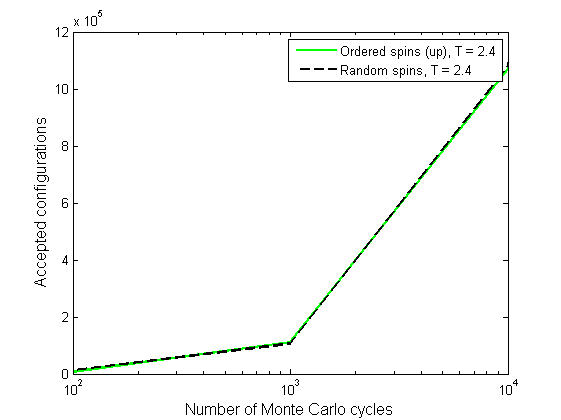 x 10^5
12
10
8
6
4
2
0
Accepted configurations
Ordered spins (up), T = 2.4
Random spins, T = 2.4
10^2
10^3
10^4
Number of Monte Carlo cycles